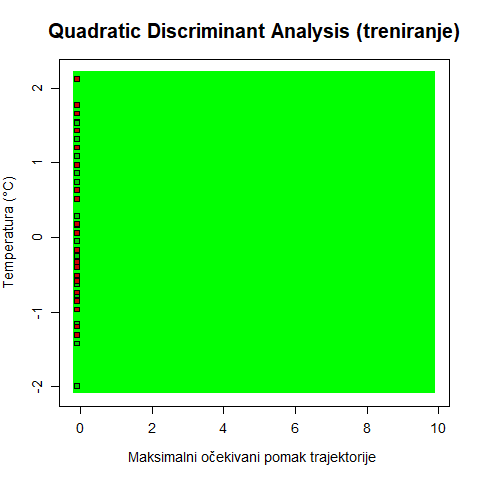 Quadratic Discriminant Analysis (treniranje)
Temperatura (°C)
2
1
0
-1
-2
0 2 4 6 8 10
Maksimalni očekivani pomak trajektorije